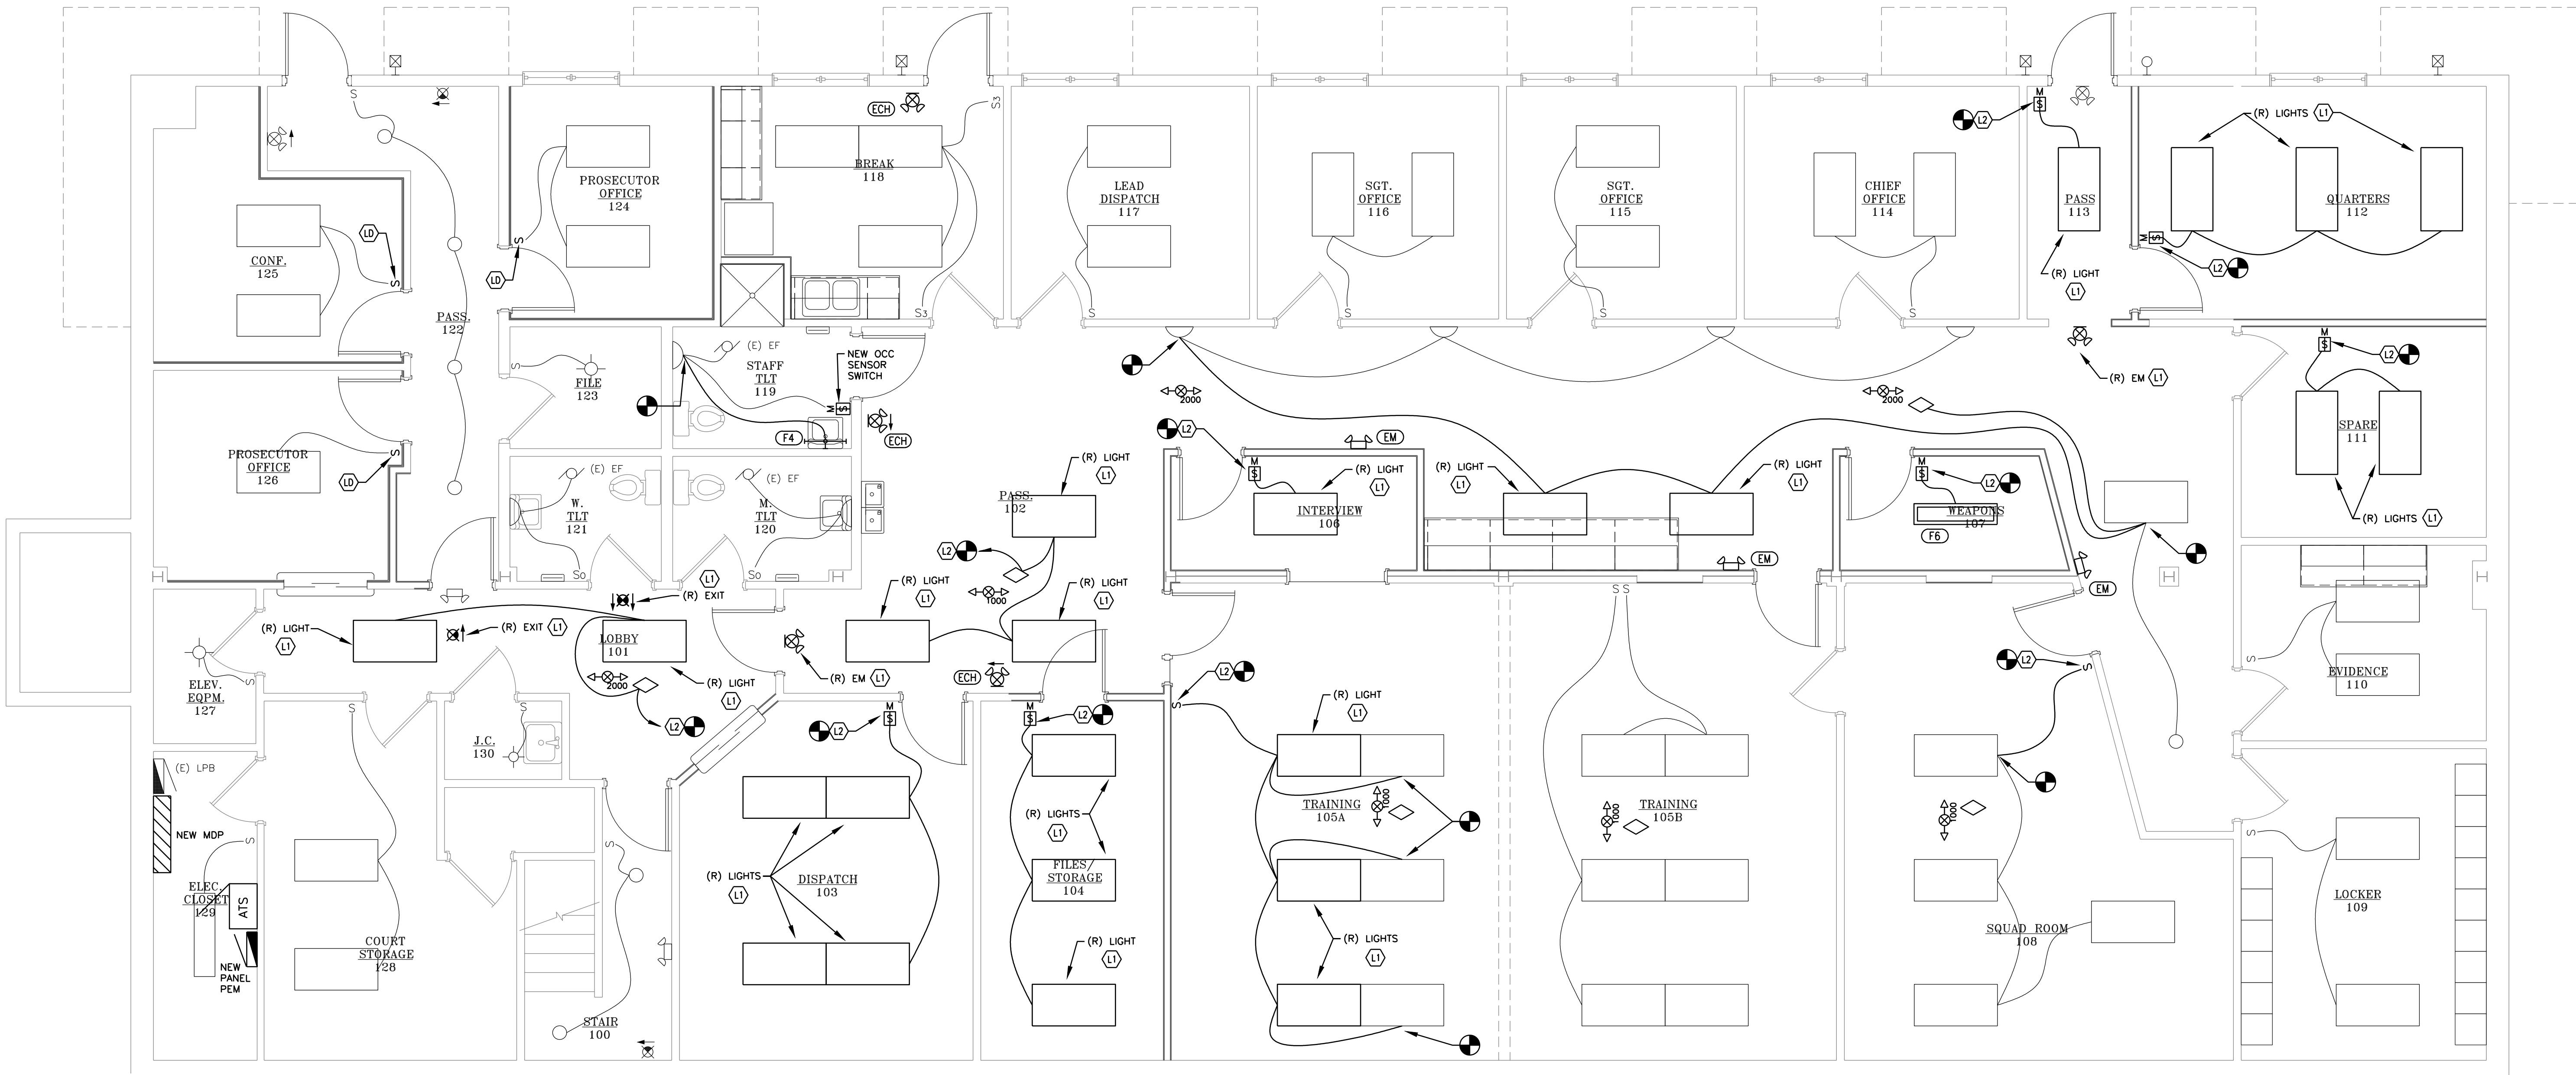 S
ECH
S3
M
$
L2
(R) LIGHTS
L1
PROSECUTOR
OFFICE
124
BREAK
118
LEAD
DISPATCH
117
SGT.
OFFICE
116
SGT.
OFFICE
115
CHIEF
OFFICE
114
PASS
113
QUARTERS
112
LD
CONF.
125
S
LD
S
M
$
L2
(R) LIGHT
L1
PASS.
122
S3
S
S
S
S
(E) EF
STAFF
TLT
119
NEW OCC
SENSOR
SWITCH
S
FILE
123
M
$
F4
ECH
2000
2000
(R) EM
L1
M
$
L2
SPARE
111
(R) LIGHTS
L1
PROSECUTOR
OFFICE
126
S
LD
(E) EF
W.
TLT
121
SO
(E) EF
M.
TLT
120
SO
(R) LIGHT
L1
PASS.
102
L2
1000
L2
M
$
EM
(R) LIGHT
L1
INTERVIEW
106
(R) LIGHT
L1
(R) LIGHT
L1
EM
M
$
L2
WEAPONS
107
F6
EM
L1
(R) EXIT
(R) LIGHT
L1
(R) EXIT
L1
LOBBY
101
2000
(R) LIGHT
L1
L2
(R) LIGHT
L1
(R) LIGHT
L1
(R) EM
L1
ECH
S
ELEV.
EQPM.
127
S
S
J.C.
130
L2
M
$
M
$
L2
L2
S
(R) LIGHT
L1
S S
L2
S
S
EVIDENCE
110
(E) LPB
NEW MDP
S
ELEC.
CLOSET
129
ATS
NEW
PANEL
PEM
COURT
STORAGE
128
S
N
STAIR
100
(R) LIGHTS
L1
DISPATCH
103
(R) LIGHTS
L1
FILES/
STORAGE
104
(R) LIGHT
L1
TRAINING
105A
1000
(R) LIGHTS
L1
1000
TRAINING
105B
1000
SQUAD ROOM
108
S
LOCKER
109